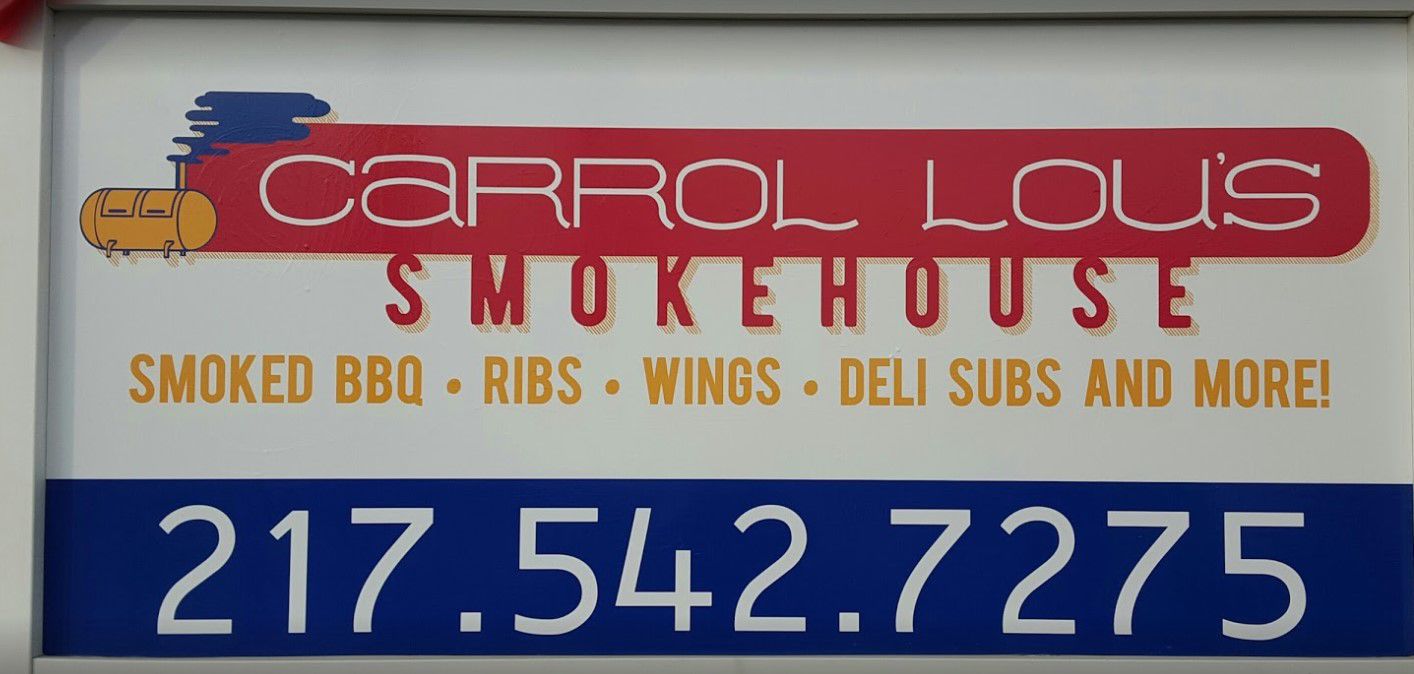 CARROL LOU'S
SMOKEHOUSE
SMOKED BBQ • RIBS • WINGS • DELI SUBS AND MORE!
217.542.7275